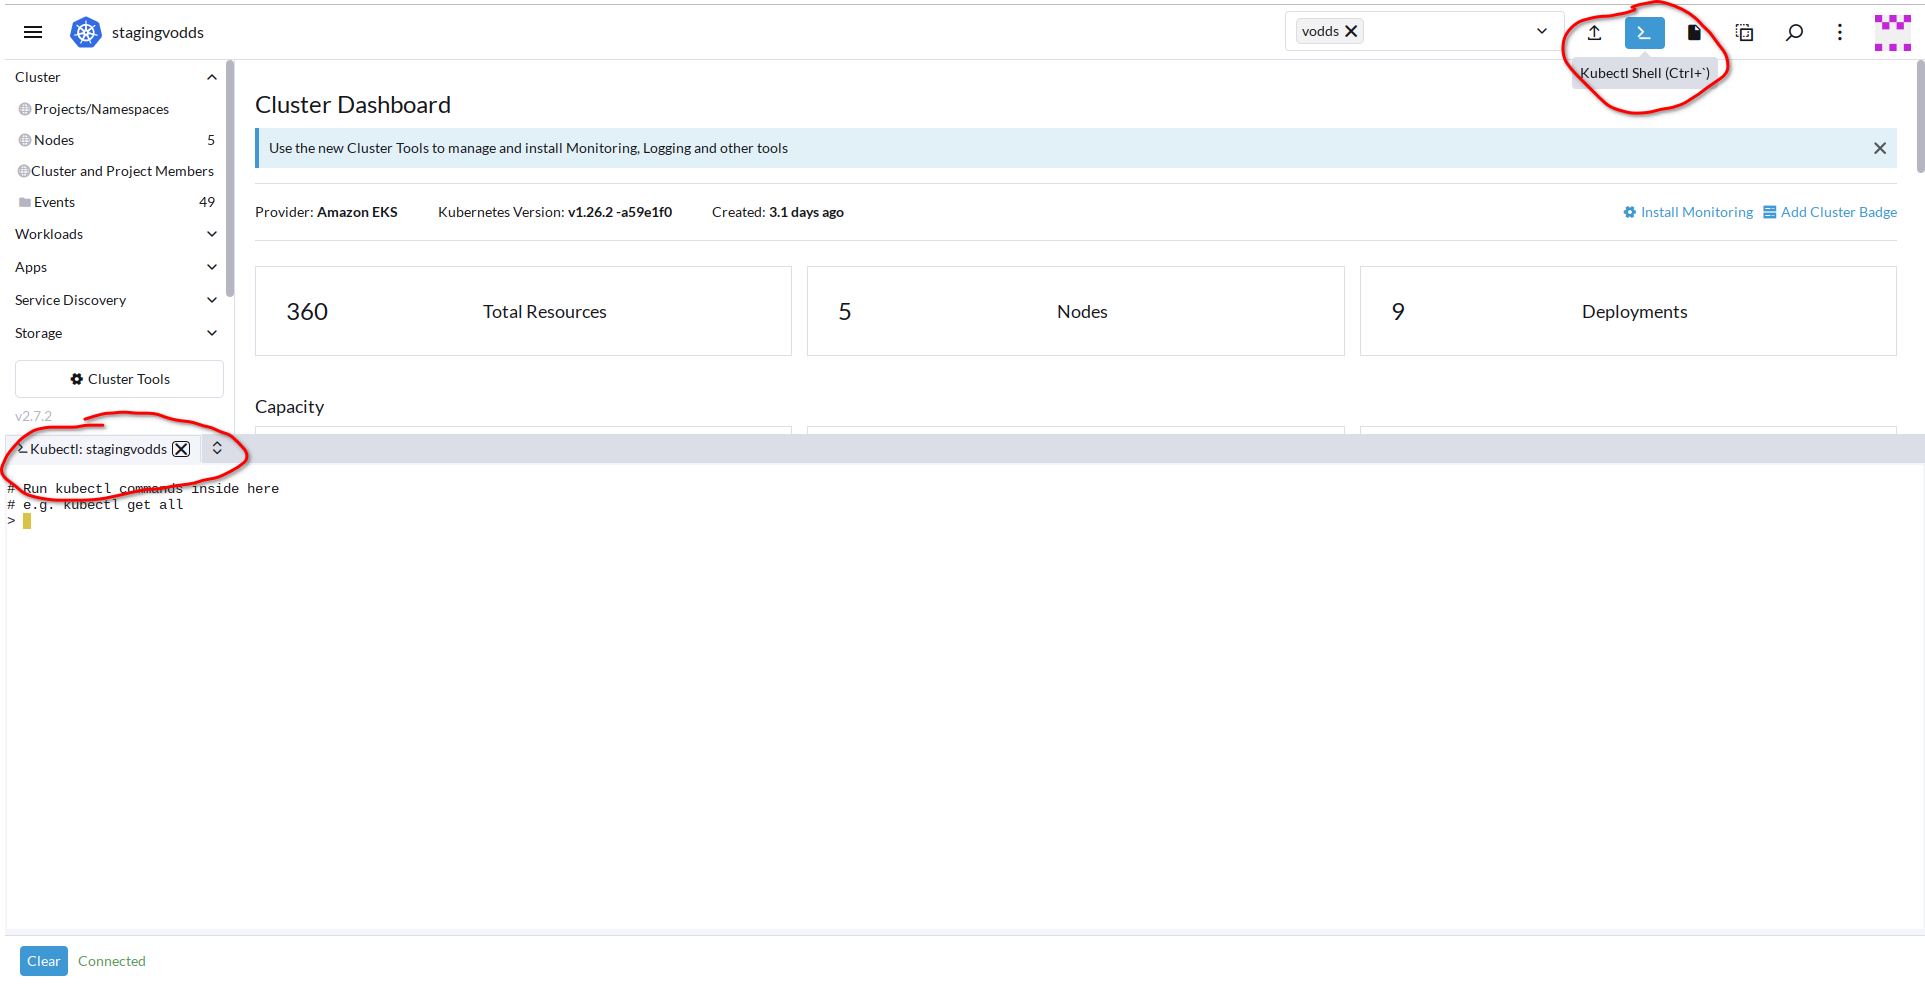 stagingvodds
vodds
Kubectl Shell (Ctrl+`)
Cluster
Projects/Namespaces
Nodes 5
Cluster and Project Members
Events 49
Workloads
Apps
Service Discovery
Storage
Cluster Tools
v2.7.2
Cluster Dashboard
Use the new Cluster Tools to manage and install Monitoring, Logging and other tools
Provider: Amazon EKS Kubernetes Version: v1.26.2 -a59e1f0 Created: 3.1 days ago Install Monitoring Add Cluster Badge
360 Total Resources 5 Nodes 9 Deployments
Capacity
Kubectl: stagingvodds
# Run kubectl commands inside here
# e.g. kubectl get all
>
Clear Connected